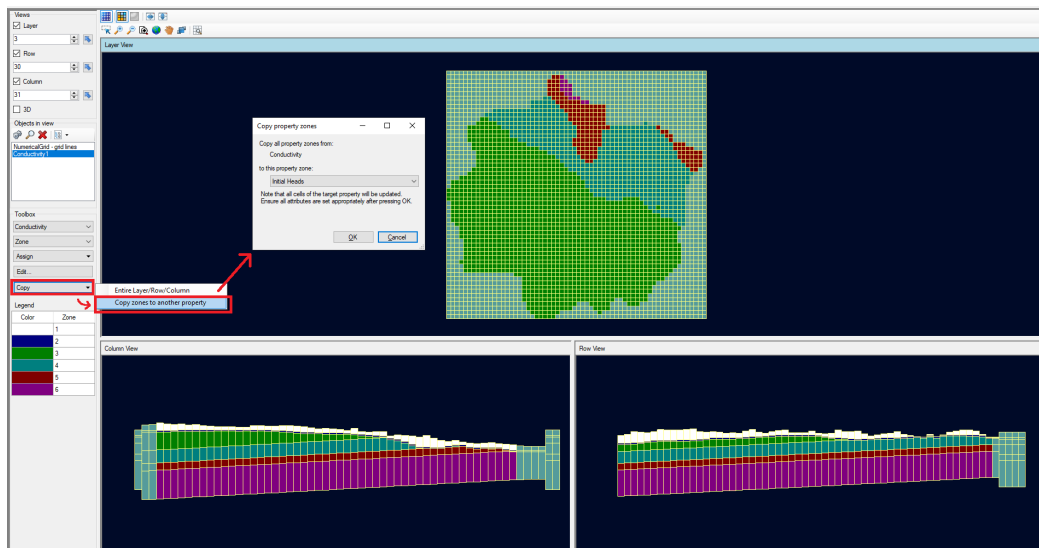 Views
Layer
3
Row
30
Column
31
3D
Objects in view
NumericalGrid - grid lines
Conductivity 1
Toolbox
Conductivity
Zone
Assign
Edit...
Copy
Entire Layer/Row/Column
Copy zones to another property
Legend
Color Zone
1
2
3
4
5
6
Layer View
Copy property zones
Copy all property zones from:
Conductivity
to this property zone:
Initial Heads
Note that all cells of the target property will be updated.
Ensure all attributes are set appropriately after pressing OK.
OK Cancel
Column View
Row View